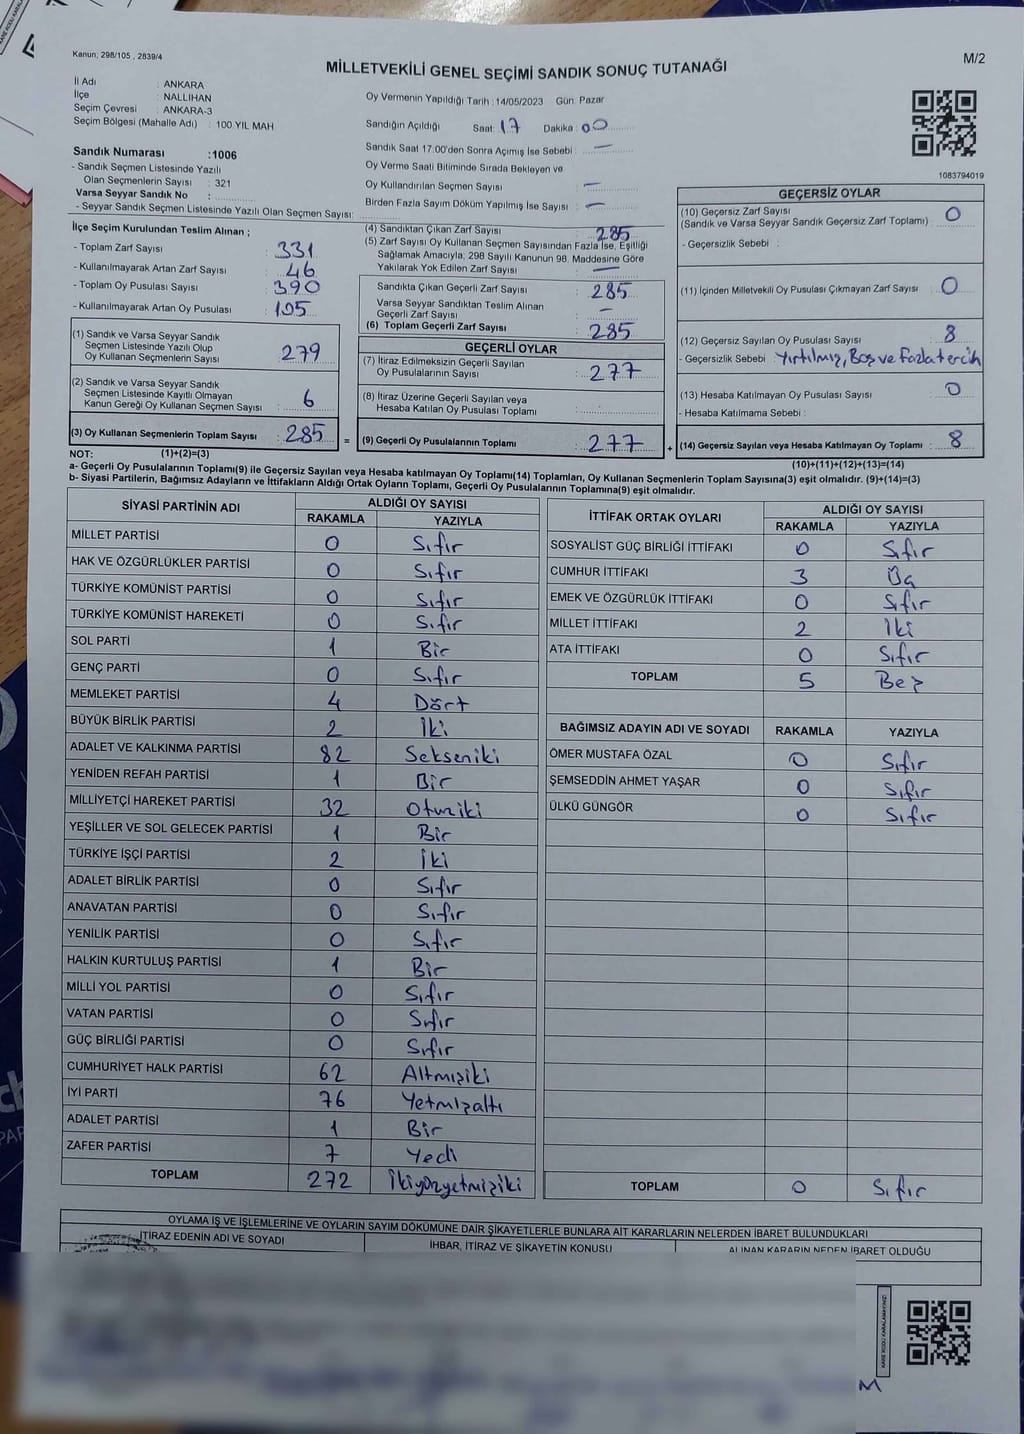 Kanun; 298/105 , 2839/4
M/2
MİLLETVEKİLİ GENEL SEÇİMİ SANDIK SONUÇ TUTANAĞI
İl Adı : ANKARA
İlçe : NALLIHAN
Seçim Çevresi : ANKARA-3
Seçim Bölgesi (Mahalle Adı) : 100.YIL MAH
Oy Vermenin Yapıldığı Tarih : 14/05/2023 Gün: Pazar
Sandığın Açıldığı Saat: 17 Dakika : 00
Sandık Saat 17:00'den Sonra Açımış İse Sebebi : —
Oy Verme Saati Bitiminde Sırada Bekleyen ve
Oy Kullandırılan Seçmen Sayısı : —
Birden Fazla Sayım Döküm Yapılmış İse Sayısı : —
1083794019
Sandık Numarası :1006
- Sandık Seçmen Listesinde Yazılı
Olan Seçmenlerin Sayısı : 321
Varsa Seyyar Sandık No :
- Seyyar Sandık Seçmen Listesinde Yazılı Olan Seçmen Sayısı:
İlçe Seçim Kurulundan Teslim Alınan ;
- Toplam Zarf Sayısı : 331
- Kullanılmayarak Artan Zarf Sayısı : 46
- Toplam Oy Pusulası Sayısı : 390
- Kullanılmayarak Artan Oy Pusulası : 105
(1) Sandık ve Varsa Seyyar Sandık
Seçmen Listesinde Yazılı Olup
Oy Kullanan Seçmenlerin Sayısı : 279
(2) Sandık ve Varsa Seyyar Sandık
Seçmen Listesinde Kayıtlı Olmayan
Kanun Gereği Oy Kullanan Seçmen Sayısı : 6
(3) Oy Kullanan Seçmenlerin Toplam Sayısı : 285 =
(4) Sandıktan Çıkan Zarf Sayısı : 285
(5) Zarf Sayısı Oy Kullanan Seçmen Sayısından Fazla İse, Eşitliği
Sağlamak Amacıyla, 298 Sayılı Kanunun 98. Maddesine Göre
Yakılarak Yok Edilen Zarf Sayısı : —
Sandıkta Çıkan Geçerli Zarf Sayısı : 285
Varsa Seyyar Sandıktan Teslim Alınan
Geçerli Zarf Sayısı : —
(6) Toplam Geçerli Zarf Sayısı : 285
GEÇERLİ OYLAR
(7) İtiraz Edilmeksizin Geçerli Sayılan
Oy Pusulalarının Sayısı : 277
(8) İtiraz Üzerine Geçerli Sayılan veya
Hesaba Katılan Oy Pusulası Toplamı :
(9) Geçerli Oy Pusulalarının Toplamı : 277 +
GEÇERSİZ OYLAR
(10) Geçersiz Zarf Sayısı : 0
(Sandık ve Varsa Seyyar Sandık Geçersiz Zarf Toplamı)
- Geçersizlik Sebebi :
(11) İçinden Milletvekili Oy Pusulası Çıkmayan Zarf Sayısı : 0
(12) Geçersiz Sayılan Oy Pusulası Sayısı : 8
- Geçersizlik Sebebi : Yırtılmış, Boş ve Fazla tercih
(13) Hesaba Katılmayan Oy Pusulası Sayısı : 0
- Hesaba Katılmama Sebebi :
(14) Geçersiz Sayılan veya Hesaba Katılmayan Oy Toplamı : 8
NOT: (1)+(2)=(3)
(10)+(11)+(12)+(13)=(14)
a- Geçerli Oy Pusulalarının Toplamı(9) ile Geçersiz Sayılan veya Hesaba katılmayan Oy Toplamı(14) Toplamları, Oy Kullanan Seçmenlerin Toplam Sayısına(3) eşit olmalıdır. (9)+(14)=(3)
b- Siyasi Partilerin, Bağımsız Adayların ve İttifakların Aldığı Ortak Oyların Toplamı, Geçerli Oy Pusulalarının Toplamına(9) eşit olmalıdır.
SİYASİ PARTİNİN ADI ALDIĞI OY SAYISI
RAKAMLA YAZIYLA
MİLLET PARTİSİ 0 Sıfır
HAK VE ÖZGÜRLÜKLER PARTİSİ 0 Sıfır
TÜRKİYE KOMÜNİST PARTİSİ 0 Sıfır
TÜRKİYE KOMÜNİST HAREKETİ 0 Sıfır
SOL PARTİ 1 Bir
GENÇ PARTİ 0 Sıfır
MEMLEKET PARTİSİ 4 Dört
BÜYÜK BİRLİK PARTİSİ 2 İki
ADALET VE KALKINMA PARTİSİ 82 Sekseniki
YENİDEN REFAH PARTİSİ 1 Bir
MİLLİYETÇİ HAREKET PARTİSİ 32 Otuziki
YEŞİLLER VE SOL GELECEK PARTİSİ 1 Bir
TÜRKİYE İŞÇİ PARTİSİ 2 İki
ADALET BİRLİK PARTİSİ 0 Sıfır
ANAVATAN PARTİSİ 0 Sıfır
YENİLİK PARTİSİ 0 Sıfır
HALKIN KURTULUŞ PARTİSİ 1 Bir
MİLLİ YOL PARTİSİ 0 Sıfır
VATAN PARTİSİ 0 Sıfır
GÜÇ BİRLİĞİ PARTİSİ 0 Sıfır
CUMHURİYET HALK PARTİSİ 62 Altmışiki
İYİ PARTİ 76 Yetmişaltı
ADALET PARTİSİ 1 Bir
ZAFER PARTİSİ 7 Yedi
TOPLAM 272 İkiyüzyetmişiki
İTTİFAK ORTAK OYLARI ALDIĞI OY SAYISI
RAKAMLA YAZIYLA
SOSYALİST GÜÇ BİRLİĞİ İTTİFAKI 0 Sıfır
CUMHUR İTTİFAKI 3 Üç
EMEK VE ÖZGÜRLÜK İTTİFAKI 0 Sıfır
MİLLET İTTİFAKI 2 İki
ATA İTTİFAKI 0 Sıfır
TOPLAM 5 Beş
BAĞIMSIZ ADAYIN ADI VE SOYADI RAKAMLA YAZIYLA
ÖMER MUSTAFA ÖZAL 0 Sıfır
ŞEMSEDDİN AHMET YAŞAR 0 Sıfır
ÜLKÜ GÜNGÖR 0 Sıfır
TOPLAM 0 Sıfır
OYLAMA İŞ VE İŞLEMLERİNE VE OYLARIN SAYIM DÖKÜMÜNE DAİR ŞİKAYETLERLE BUNLARA AİT KARARLARIN NELERDEN İBARET BULUNDUKLARI
İTİRAZ EDENİN ADI VE SOYADI İHBAR, İTİRAZ VE ŞİKAYETİN KONUSU ALINAN KARARIN NEDEN İBARET OLDUĞU
KARE KODU KARALAMAYINIZ!
M